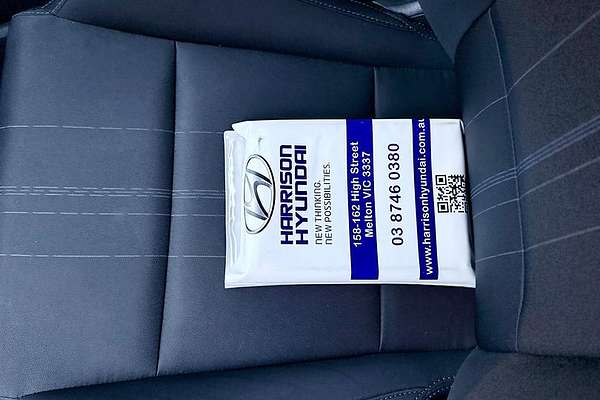 HARRISON
HYUNDAI
NEW THINKING.
NEW POSSIBILITIES.
158-162 High Street
Melton VIC 3337
03 8746 0380
www.harrisonhyundai.com.au